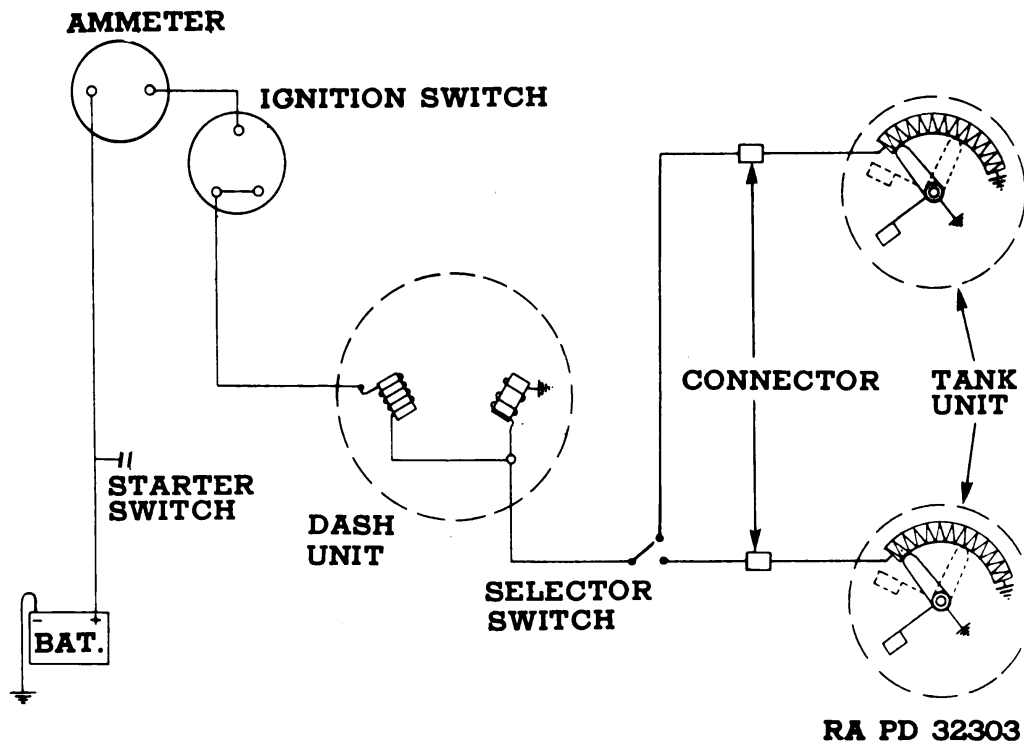 AMMETER
IGNITION SWITCH
CONNECTOR
TANK
UNIT
STARTER
SWITCH
DASH
UNIT
SELECTOR
SWITCH
- +
BAT.
RA PD 32303